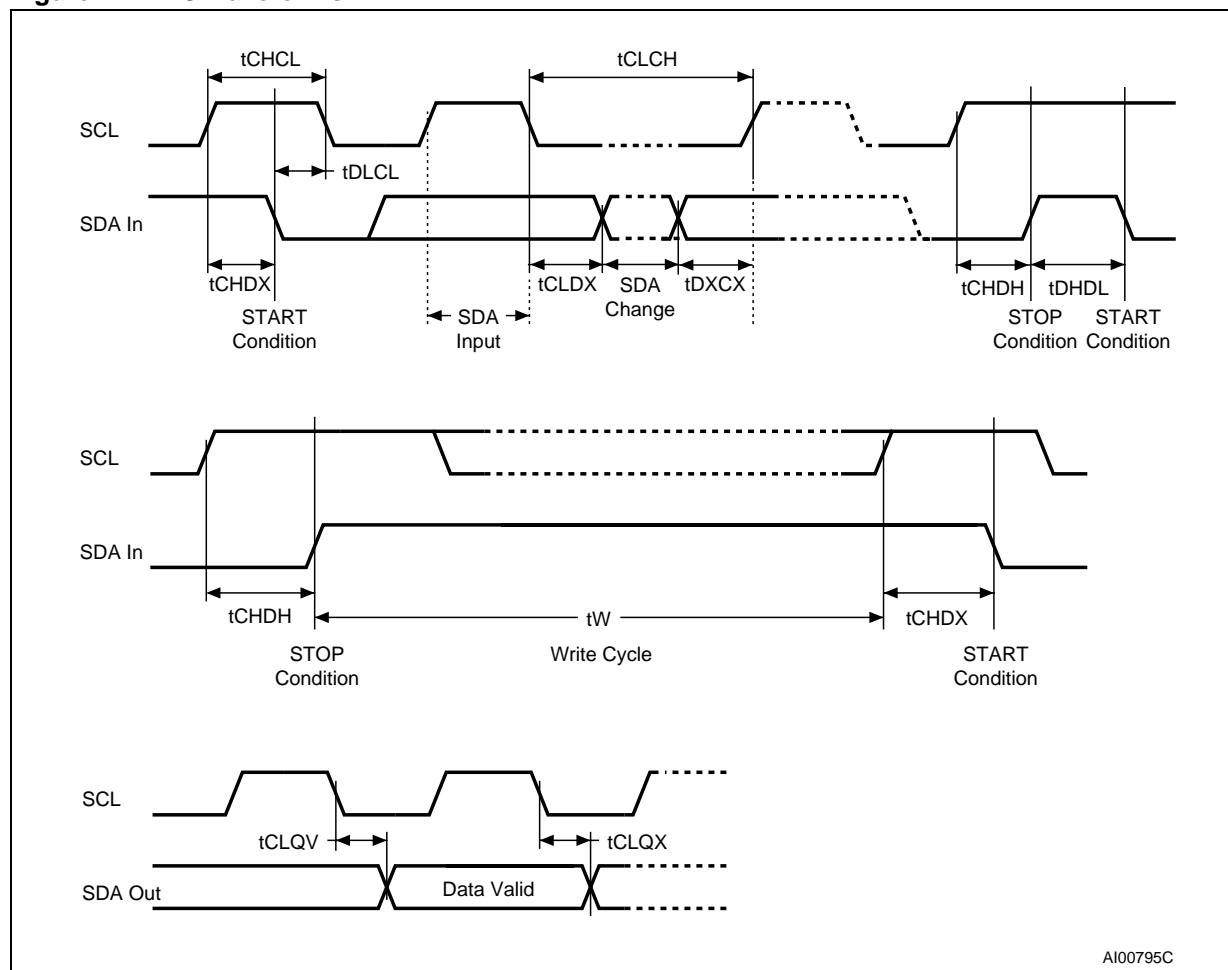 tCHCL
tCLCH
SCL
tDLCL
SDA In
tCHDX
tCLDX
SDA
Change
tDXCX
tCHDH
tDHDL
START
Condition
SDA
Input
STOP
Condition
START
Condition
SCL
SDA In
tCHDH
tW
tCHDX
STOP
Condition
Write Cycle
START
Condition
SCL
tCLQV
tCLQX
SDA Out
Data Valid
AI00795C